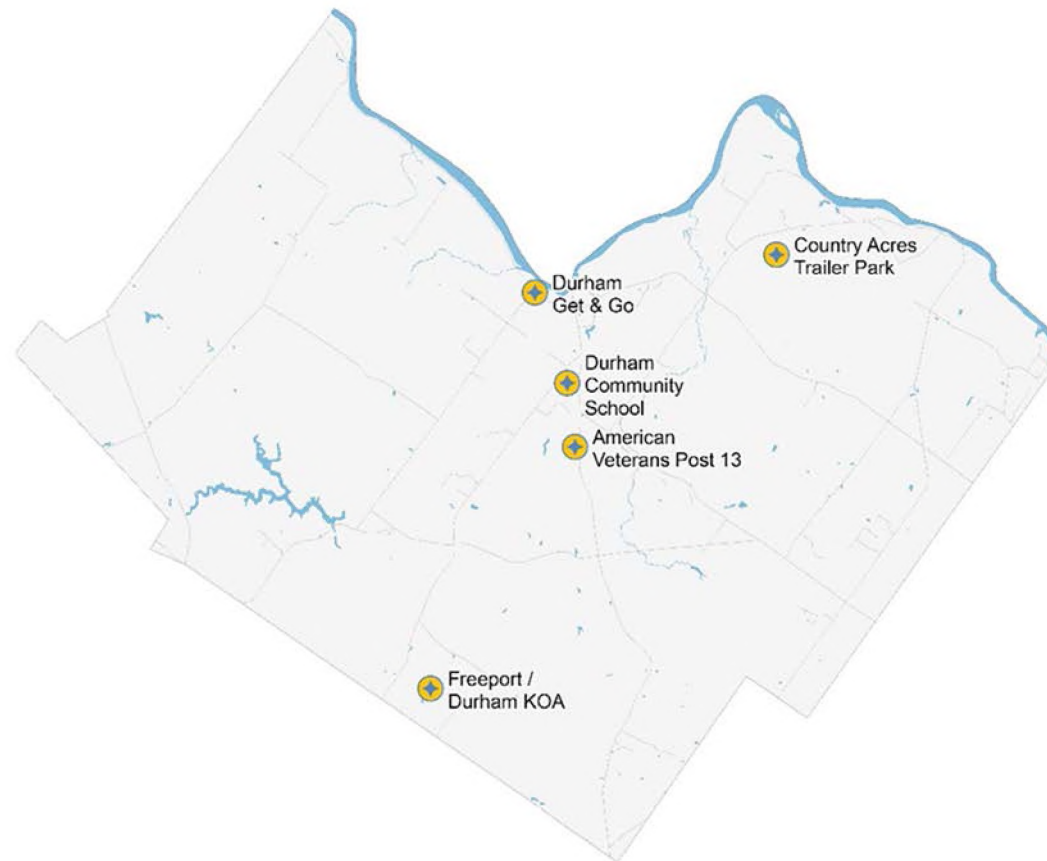 Country Acres
Trailer Park
Durham
Get & Go
Durham
Community
School
American
Veterans Post 13
Freeport /
Durham KOA